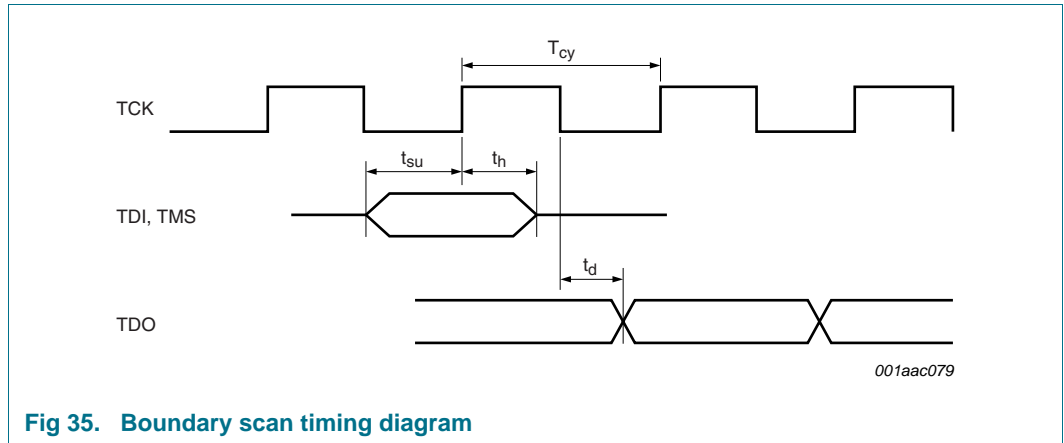 T_cy
TCK
t_su t_h
TDI, TMS
t_d
TDO
001aac079
Fig 35. Boundary scan timing diagram